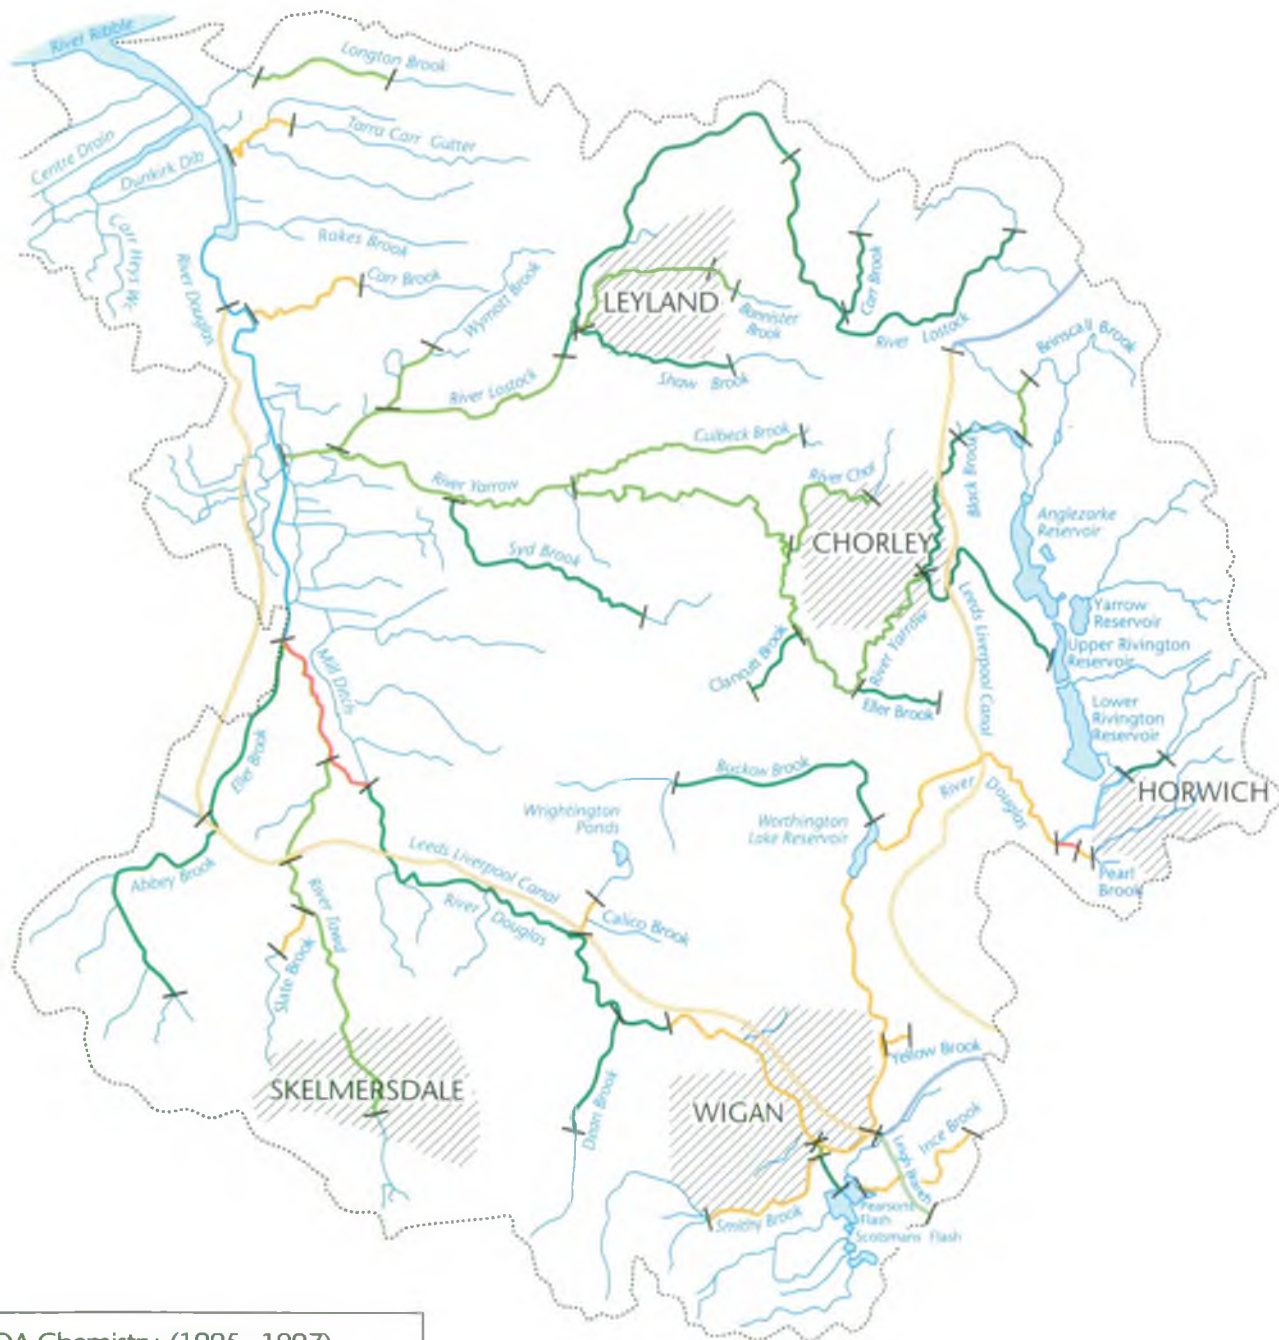 River Ribble
Longton Brook
Tarra Carr Gutter
Centre Drain
Dunkirk Dib
Carr Heys Wc
Rakes Brook
River Douglas
Carr Brook
Wymott Brook
LEYLAND
Bannister
Brook
Carr Brook
River Lostock
Shaw Brook
River Lostock
Brinscall Brook
Culbeck Brook
River Chor
River Yarrow
Black Brook
Anglezarke
Reservoir
Syd Brook
CHORLEY
Yarrow
Reservoir
Upper Rivington
Reservoir
Leeds Liverpool Canal
River Yarrow
Clancutt Brook
Eller Brook
Mill Ditch
Lower
Rivington
Reservoir
Eller Brook
Buckow Brook
River Douglas
HORWICH
Wrightington
Ponds
Worthington
Lake Reservoir
Leeds Liverpool Canal
Abbey Brook
Pearl
Brook
River Tawd
River Douglas
Calico Brook
Slate Brook
Yellow Brook
SKELMERSDALE
Dean Brook
WIGAN
Ince Brook
Leigh Branch
Smithy Brook
Pearsons
Flash
Scotsmans Flash
QA Chemistry (1995-1997)